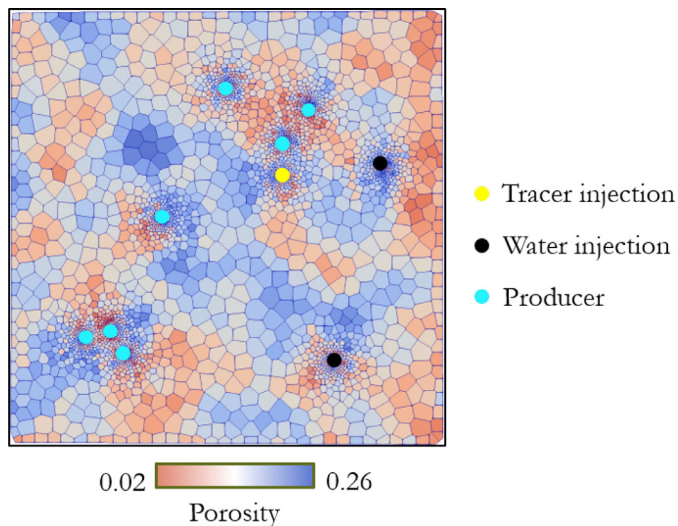 Tracer injection
Water injection
Producer
0.02 0.26
Porosity